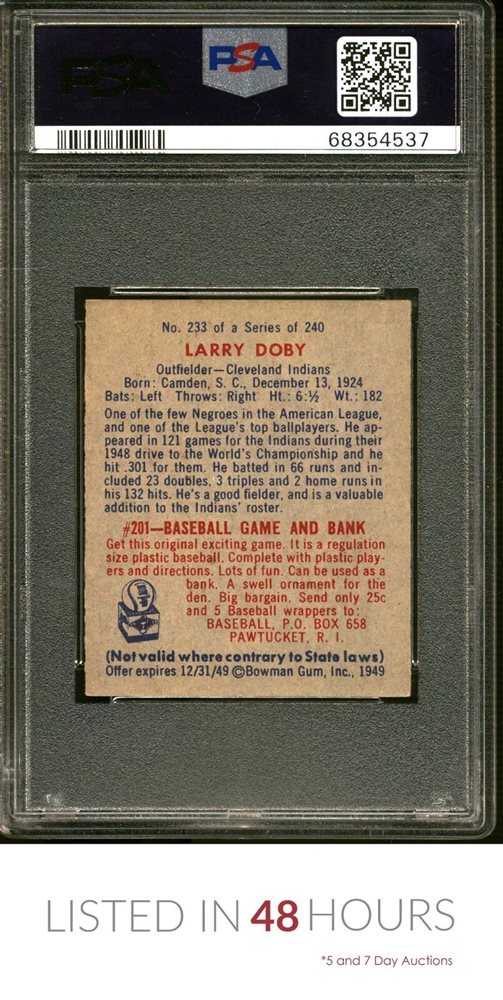 PSA
PSA
68354537
No. 233 of a Series of 240
LARRY DOBY
Outfielder—Cleveland Indians
Born: Camden, S. C., December 13, 1924
Bats: Left Throws: Right Ht.: 6:½ Wt.: 182
One of the few Negroes in the American League,
and one of the League's top ballplayers. He ap-
peared in 121 games for the Indians during their
1948 drive to the World's Championship and he
hit .301 for them. He batted in 66 runs and in-
cluded 23 doubles, 3 triples and 2 home runs in
his 132 hits. He's a good fielder, and is a valuable
addition to the Indians' roster.
#201—BASEBALL GAME AND BANK
Get this original exciting game. It is a regulation
size plastic baseball. Complete with plastic play-
ers and directions. Lots of fun. Can be used as a
bank. A swell ornament for the
den. Big bargain. Send only 25c
and 5 Baseball wrappers to:
BASEBALL, P.O. BOX 658
PAWTUCKET, R. I.
(Not valid where contrary to State laws)
Offer expires 12/31/49 ©Bowman Gum, Inc., 1949
LISTED IN 48 HOURS
*5 and 7 Day Auctions